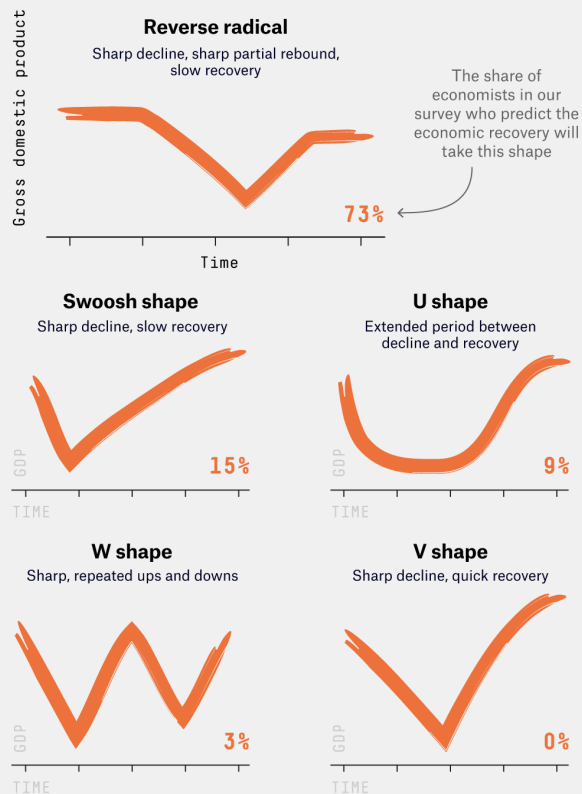 Gross domestic product
Reverse radical
Sharp decline, sharp partial rebound,
slow recovery
The share of
economists in our
survey who predict the
economic recovery will
take this shape
73%
Time
Swoosh shape
Sharp decline, slow recovery
GDP
15%
TIME
U shape
Extended period between
decline and recovery
GDP
9%
TIME
W shape
Sharp, repeated ups and downs
GDP
3%
TIME
V shape
Sharp decline, quick recovery
GDP
0%
TIME